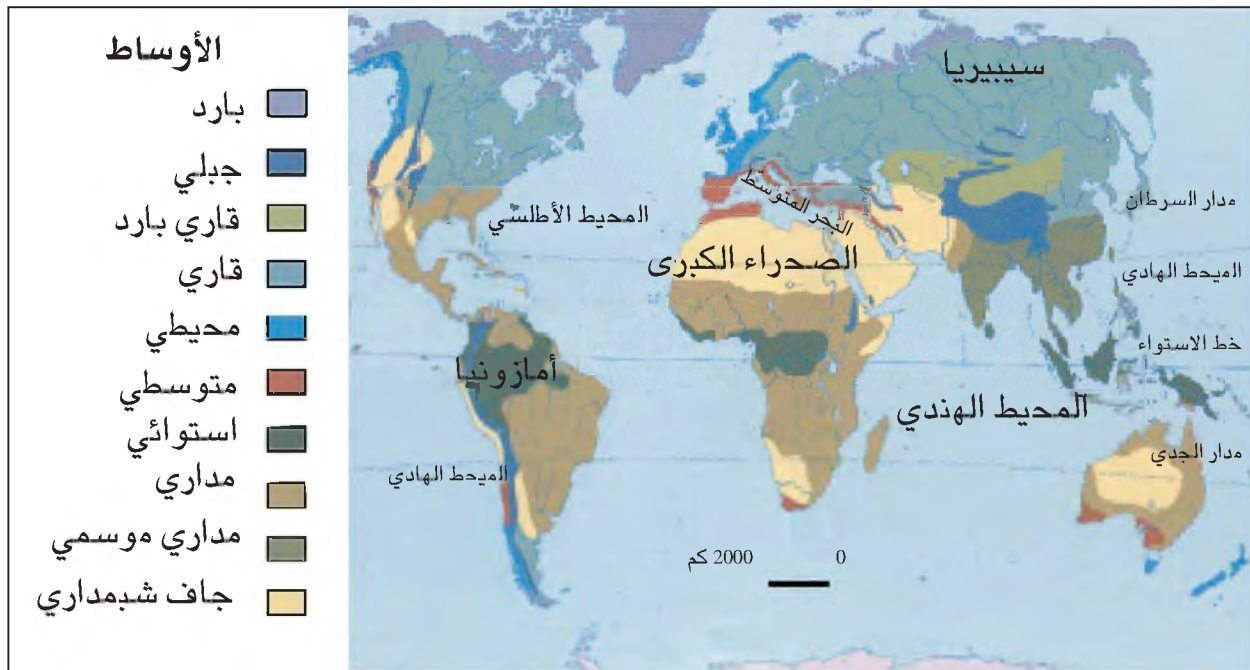 الأوساط
بارد
جبلي
قاري بارد
قاري
محيطي
متوسطي
استوائي
مداري
مداري موسمي
جاف شبمداري
سيبيريا
البحر المتوسّط
مدار السرطان
المحيط الأطلسي
الصحراء الكبرى
الميحط الهادي
خط الاستواء
أمازونيا
المحيط الهندي
مدار الجدي
الميحط الهادي
2000 كم 0